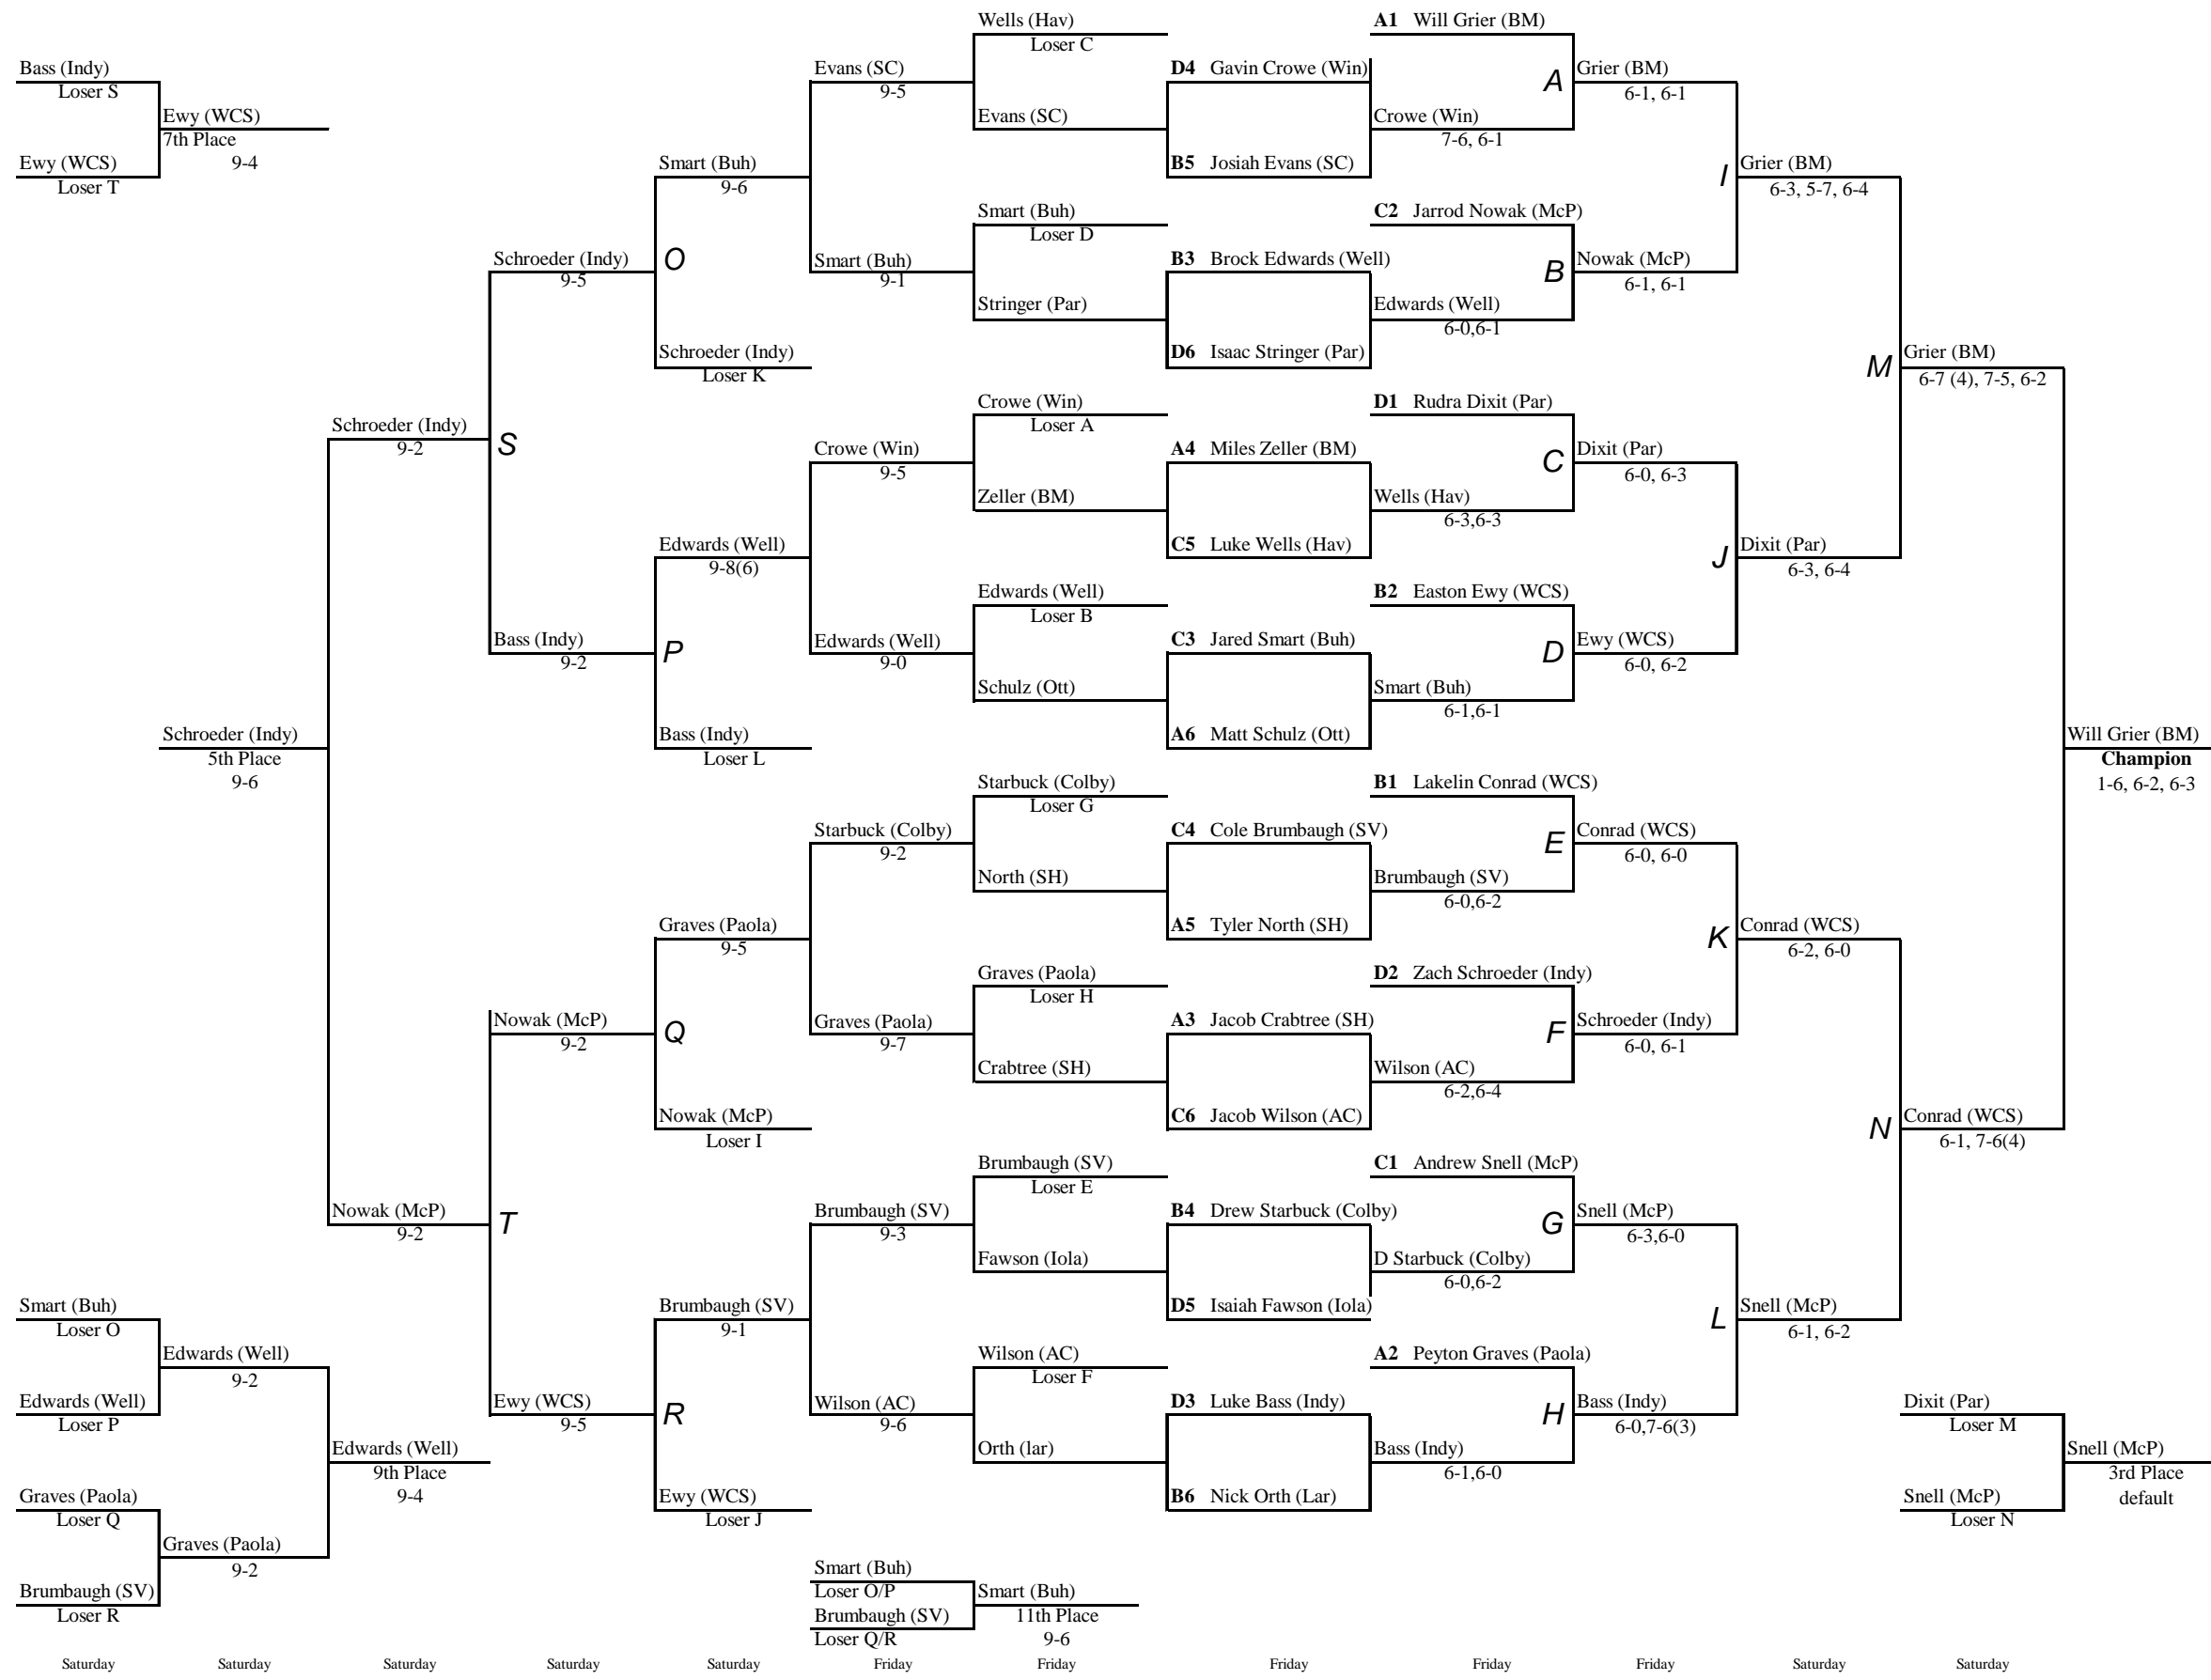 Wells (Hav)
Loser C
A1 Will Grier (BM)
Bass (Indy)
Loser S
Evans (SC)
9-5
D4 Gavin Crowe (Win)
A
Grier (BM)
6-1, 6-1
Ewy (WCS)
7th Place
9-4
Evans (SC)
Crowe (Win)
7-6, 6-1
Ewy (WCS)
Loser T
Smart (Buh)
9-6
B5 Josiah Evans (SC)
I
Grier (BM)
6-3, 5-7, 6-4
Smart (Buh)
Loser D
C2 Jarrod Nowak (McP)
Schroeder (Indy)
9-5
O
Smart (Buh)
9-1
B3 Brock Edwards (Well)
B
Nowak (McP)
6-1, 6-1
Stringer (Par)
Edwards (Well)
6-0,6-1
Schroeder (Indy)
Loser K
D6 Isaac Stringer (Par)
M
Grier (BM)
6-7 (4), 7-5, 6-2
Crowe (Win)
Loser A
D1 Rudra Dixit (Par)
Schroeder (Indy)
9-2
S
Crowe (Win)
9-5
A4 Miles Zeller (BM)
C
Dixit (Par)
6-0, 6-3
Zeller (BM)
Wells (Hav)
6-3,6-3
Edwards (Well)
9-8(6)
C5 Luke Wells (Hav)
J
Dixit (Par)
6-3, 6-4
Edwards (Well)
Loser B
B2 Easton Ewy (WCS)
Bass (Indy)
9-2
P
Edwards (Well)
9-0
C3 Jared Smart (Buh)
D
Ewy (WCS)
6-0, 6-2
Schulz (Ott)
Smart (Buh)
6-1,6-1
Schroeder (Indy)
5th Place
9-6
Bass (Indy)
Loser L
A6 Matt Schulz (Ott)
Will Grier (BM)
Champion
1-6, 6-2, 6-3
Starbuck (Colby)
Loser G
B1 Lakelin Conrad (WCS)
Starbuck (Colby)
9-2
C4 Cole Brumbaugh (SV)
E
Conrad (WCS)
6-0, 6-0
North (SH)
Brumbaugh (SV)
6-0,6-2
Graves (Paola)
9-5
A5 Tyler North (SH)
K
Conrad (WCS)
6-2, 6-0
Graves (Paola)
Loser H
D2 Zach Schroeder (Indy)
Nowak (McP)
9-2
Q
Graves (Paola)
9-7
A3 Jacob Crabtree (SH)
F
Schroeder (Indy)
6-0, 6-1
Crabtree (SH)
Wilson (AC)
6-2,6-4
Nowak (McP)
Loser I
C6 Jacob Wilson (AC)
N
Conrad (WCS)
6-1, 7-6(4)
Brumbaugh (SV)
Loser E
C1 Andrew Snell (McP)
Nowak (McP)
9-2
T
Brumbaugh (SV)
9-3
B4 Drew Starbuck (Colby)
G
Snell (McP)
6-3,6-0
Fawson (Iola)
D Starbuck (Colby)
6-0,6-2
Smart (Buh)
Loser O
Brumbaugh (SV)
9-1
D5 Isaiah Fawson (Iola)
L
Snell (McP)
6-1, 6-2
Edwards (Well)
9-2
Wilson (AC)
Loser F
A2 Peyton Graves (Paola)
Edwards (Well)
Loser P
Ewy (WCS)
9-5
R
Wilson (AC)
9-6
D3 Luke Bass (Indy)
H
Bass (Indy)
6-0,7-6(3)
Dixit (Par)
Loser M
Edwards (Well)
9th Place
9-4
Orth (lar)
Bass (Indy)
6-1,6-0
Snell (McP)
3rd Place
default
Graves (Paola)
Loser Q
Ewy (WCS)
Loser J
B6 Nick Orth (Lar)
Snell (McP)
Loser N
Graves (Paola)
9-2
Smart (Buh)
Loser O/P
Brumbaugh (SV)
Loser R
Smart (Buh)
11th Place
9-6
Brumbaugh (SV)
Loser Q/R
Saturday Saturday Saturday Saturday Saturday Friday Friday Friday Friday Friday Saturday Saturday